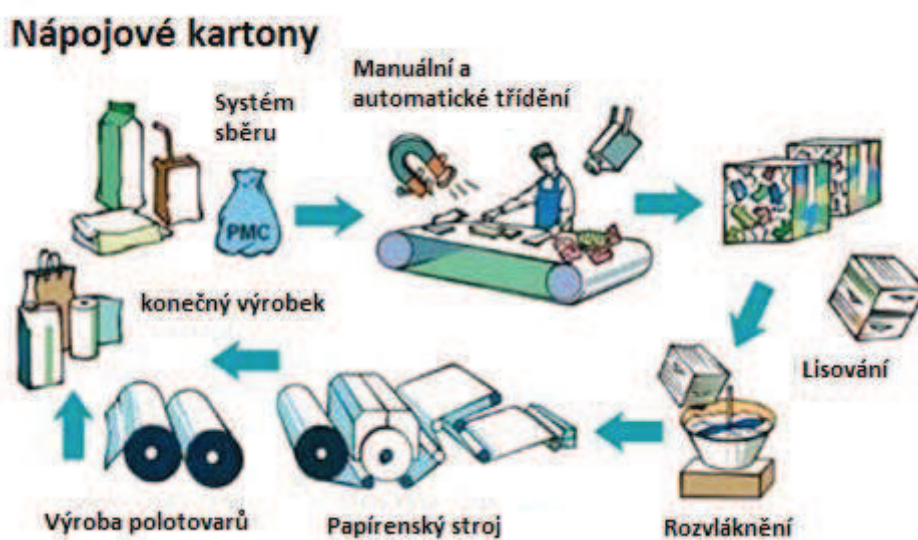 Nápojové kartony
Systém
sběru
PMC
Manuální a
automatické třídění
Lisování
Rozvláknění
Papírenský stroj
Výroba polotovarů
konečný výrobek